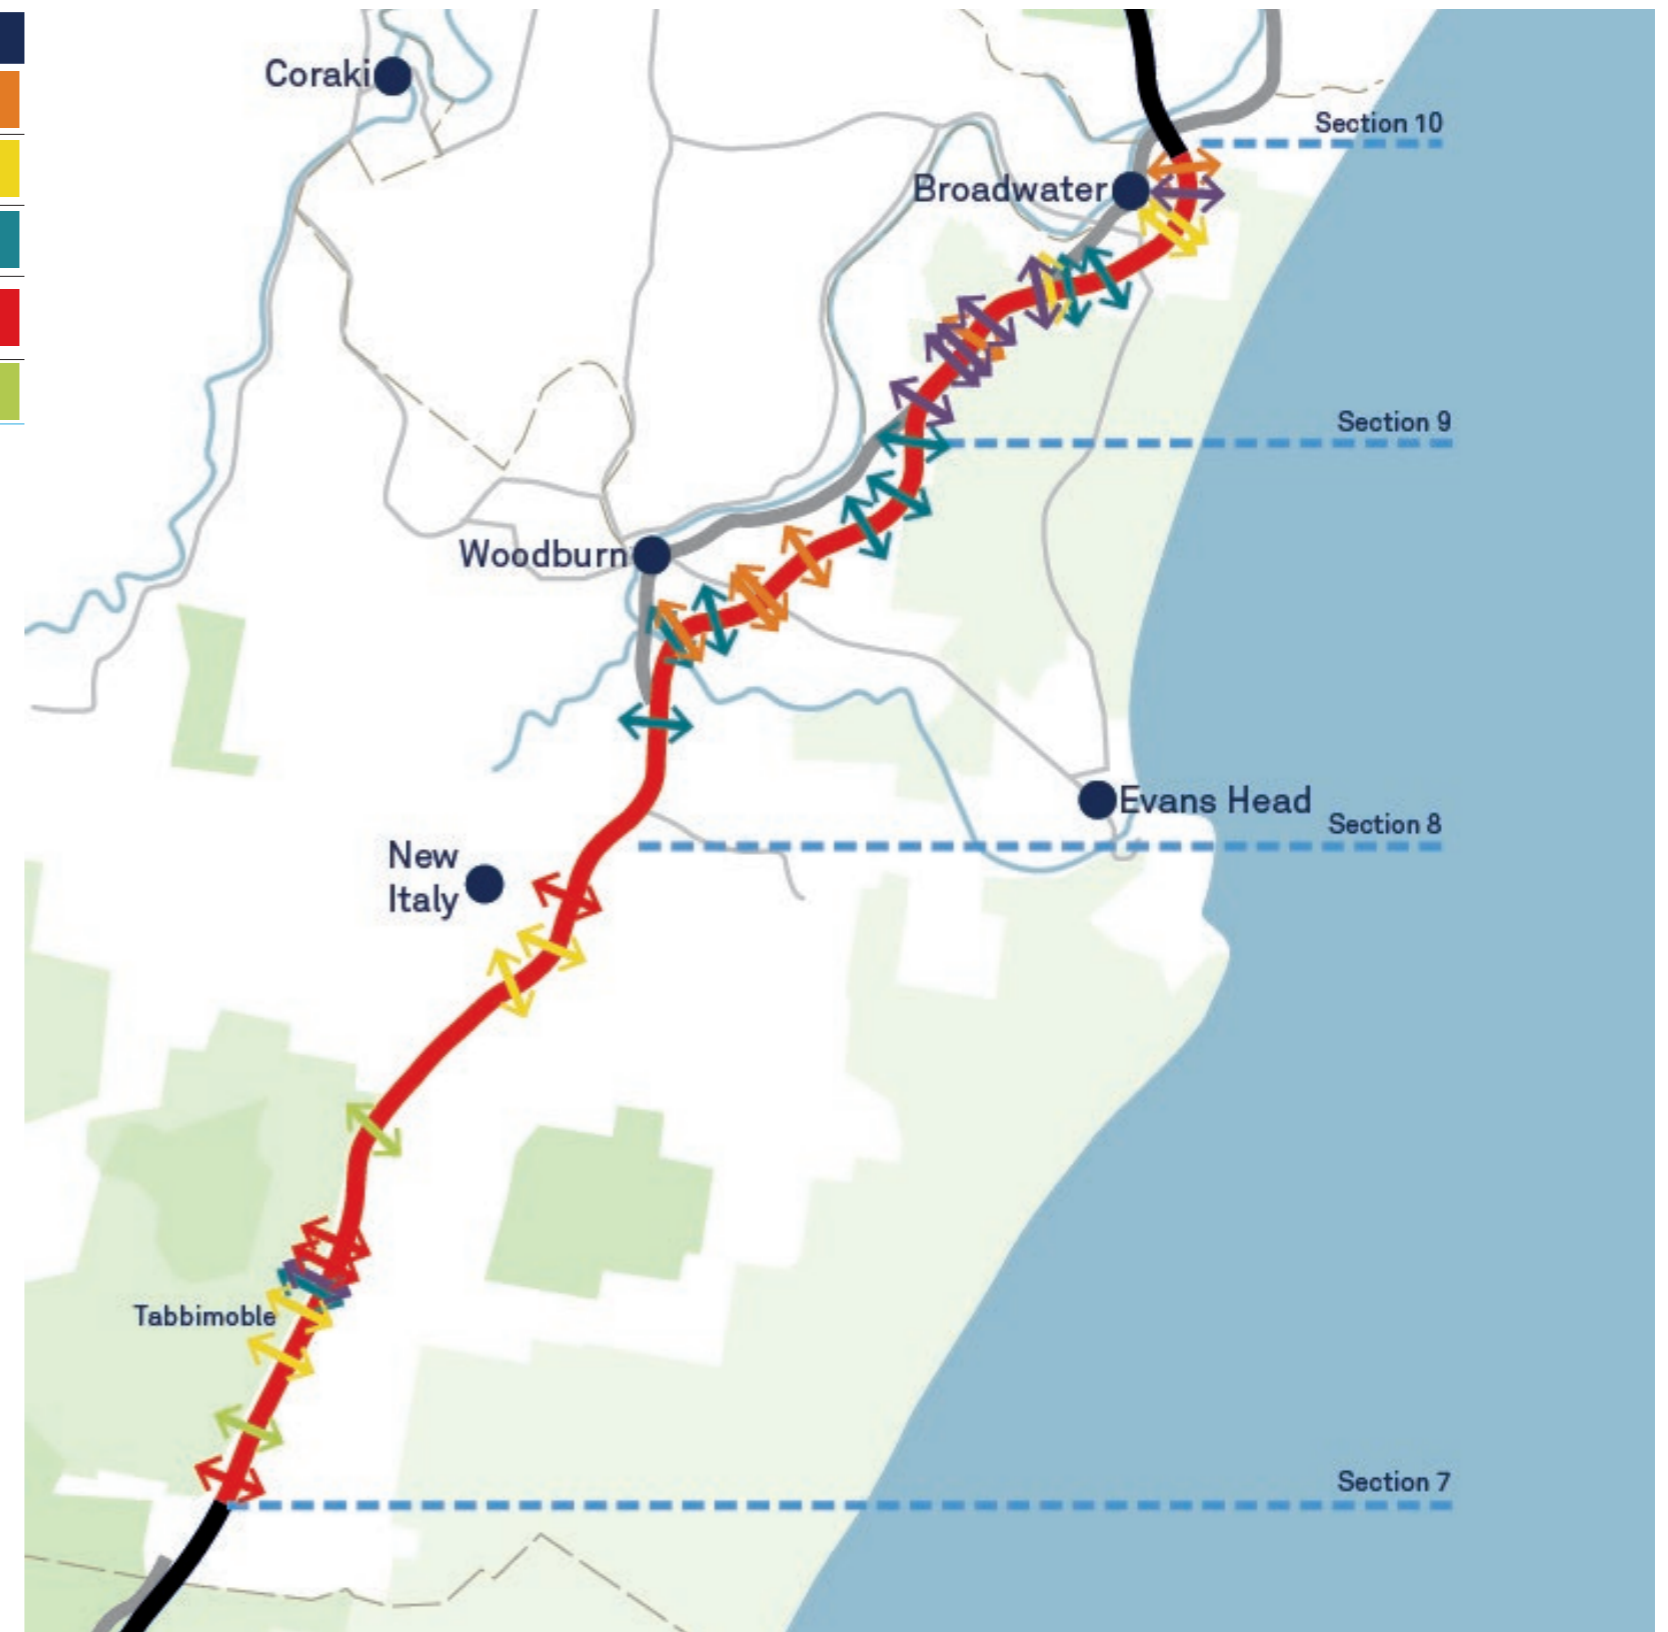 Coraki
Section 10
Broadwater
Section 9
Woodburn
Evans Head
Section 8
New
Italy
Tabbimoble
Section 7